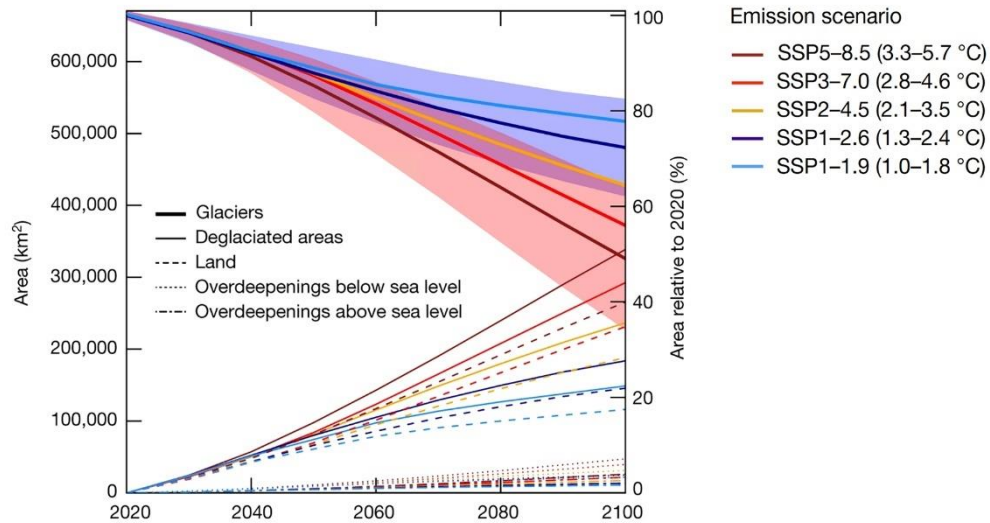 600,000
500,000
400,000
300,000
200,000
100,000
0
Area (km²)
2020
2040
2060
2080
2100
100
80
60
40
20
0
Area relative to 2020 (%)
Glaciers
Deglaciated areas
Land
Overdeepenings below sea level
Overdeepenings above sea level
Emission scenario
SSP5–8.5 (3.3–5.7 °C)
SSP3–7.0 (2.8–4.6 °C)
SSP2–4.5 (2.1–3.5 °C)
SSP1–2.6 (1.3–2.4 °C)
SSP1–1.9 (1.0–1.8 °C)